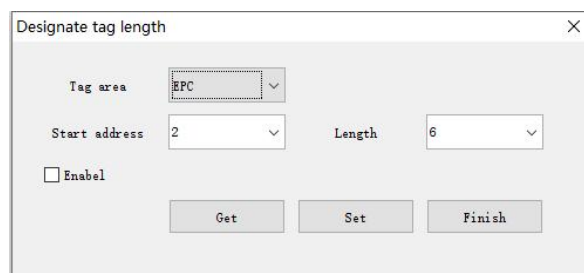 Designate tag length
Tag area EPC
Start address 2 Length 6
Enabel
Get Set Finish